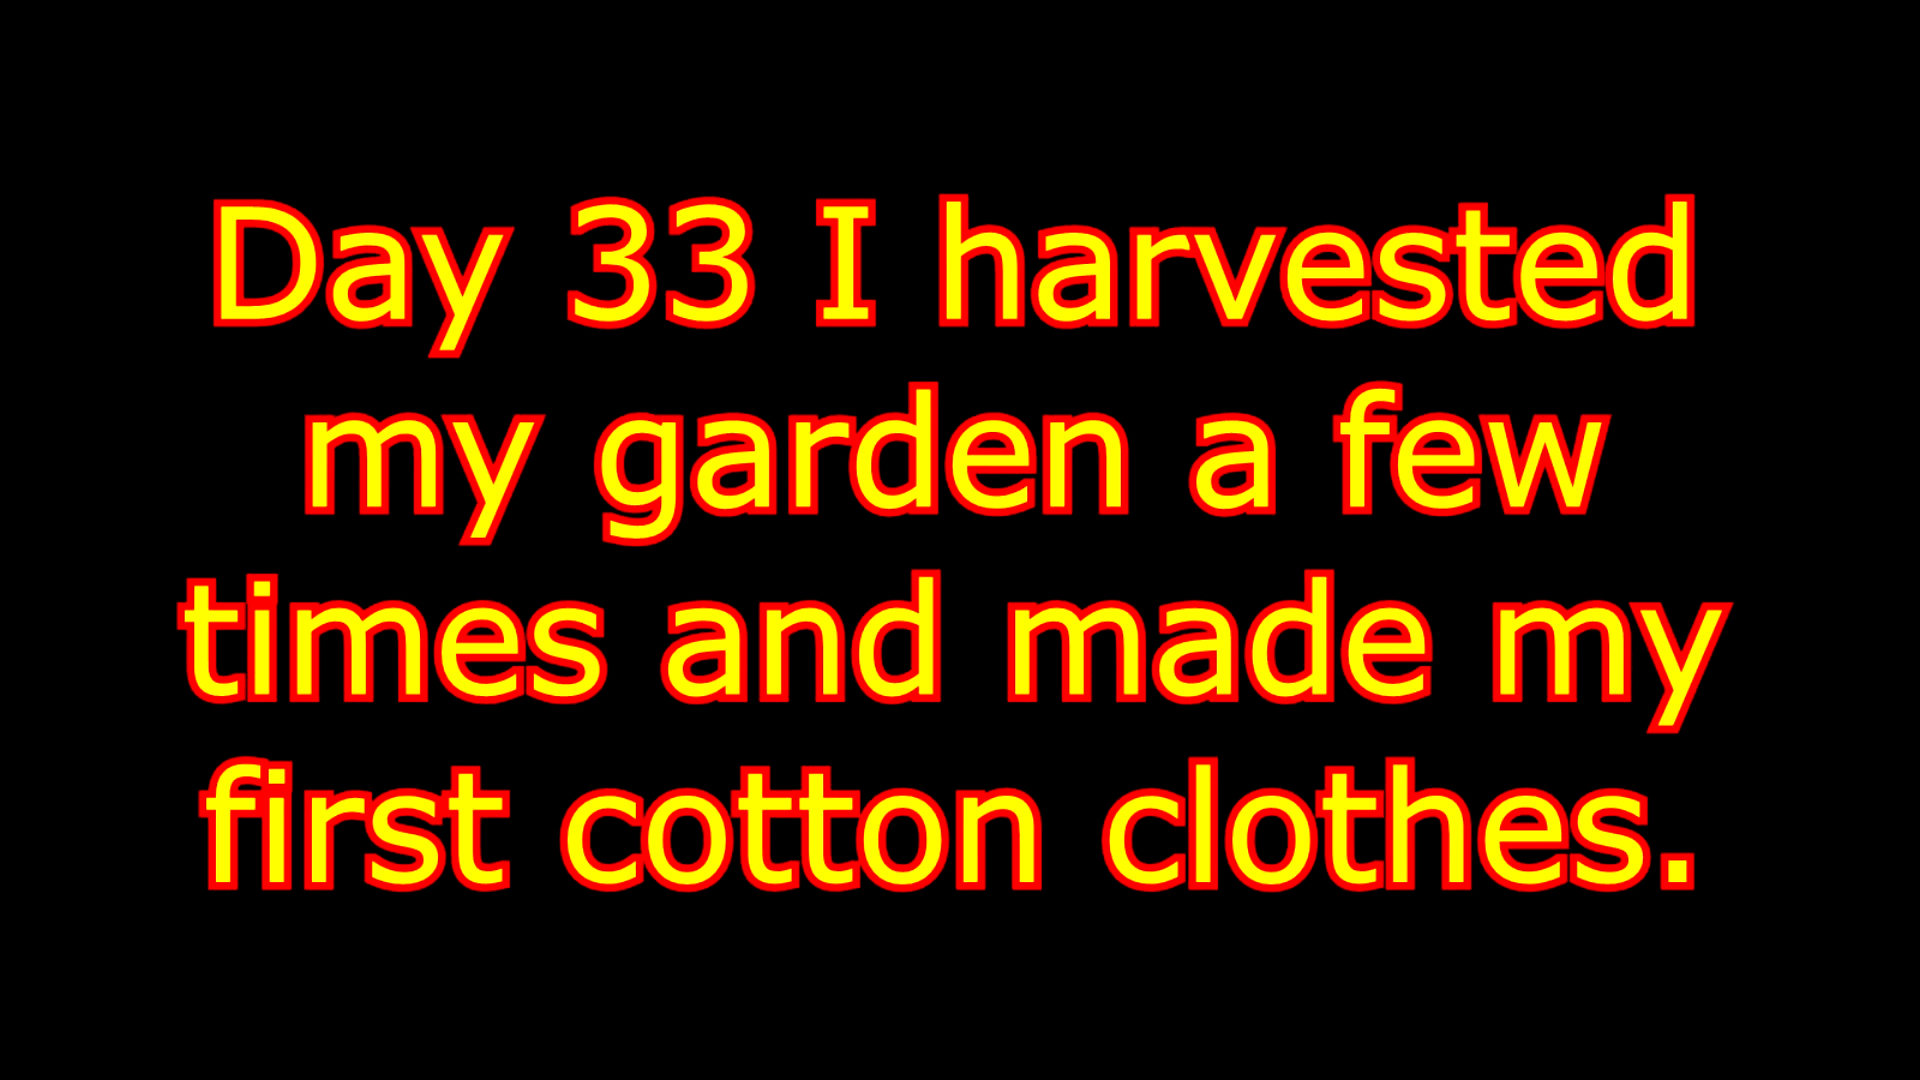 Day 33 I harvested
my garden a few
times and made my
first cotton clothes.